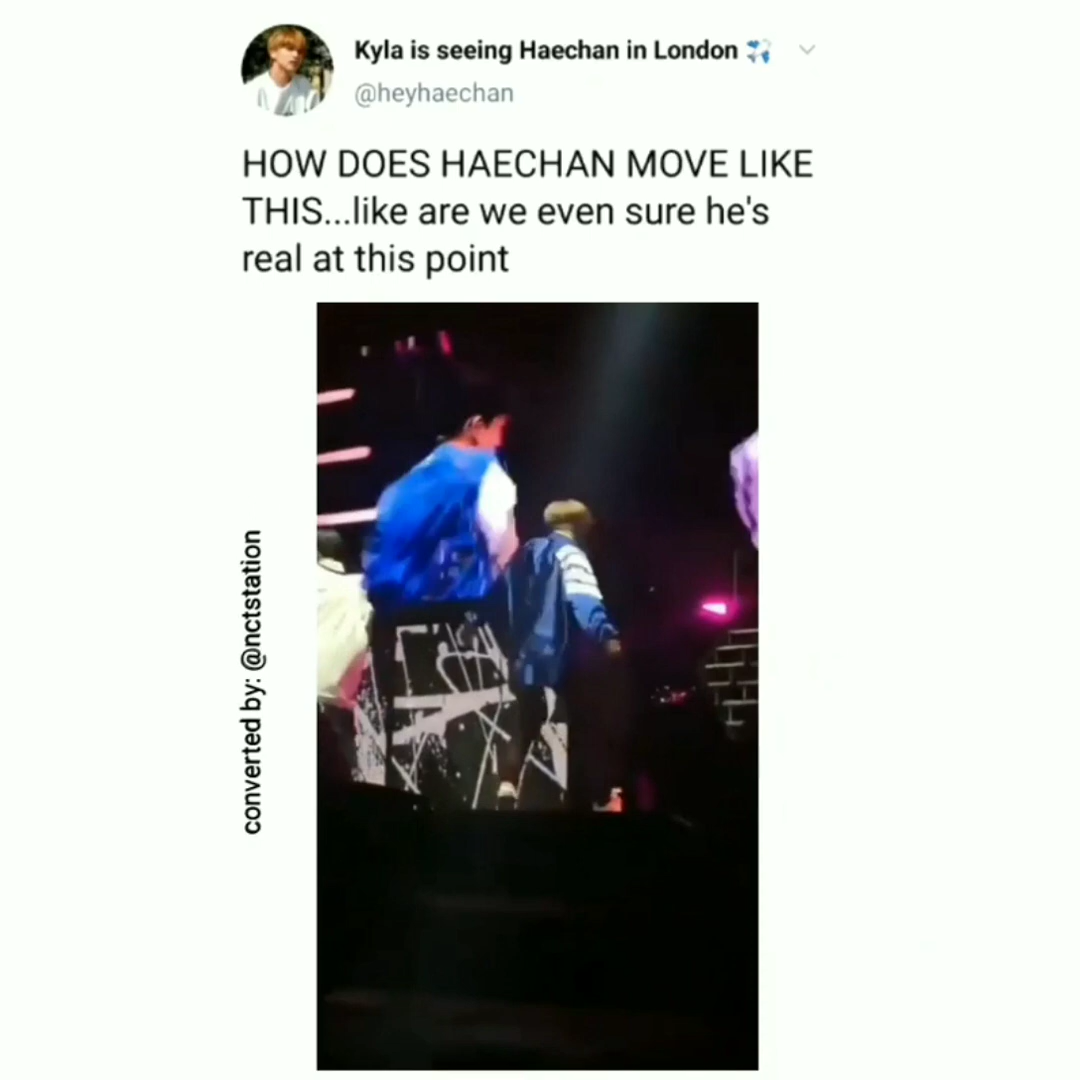 Kyla is seeing Haechan in London
@heyhaechan
HOW DOES HAECHAN MOVE LIKE
THIS...like are we even sure he's
real at this point
converted by: @nctstation